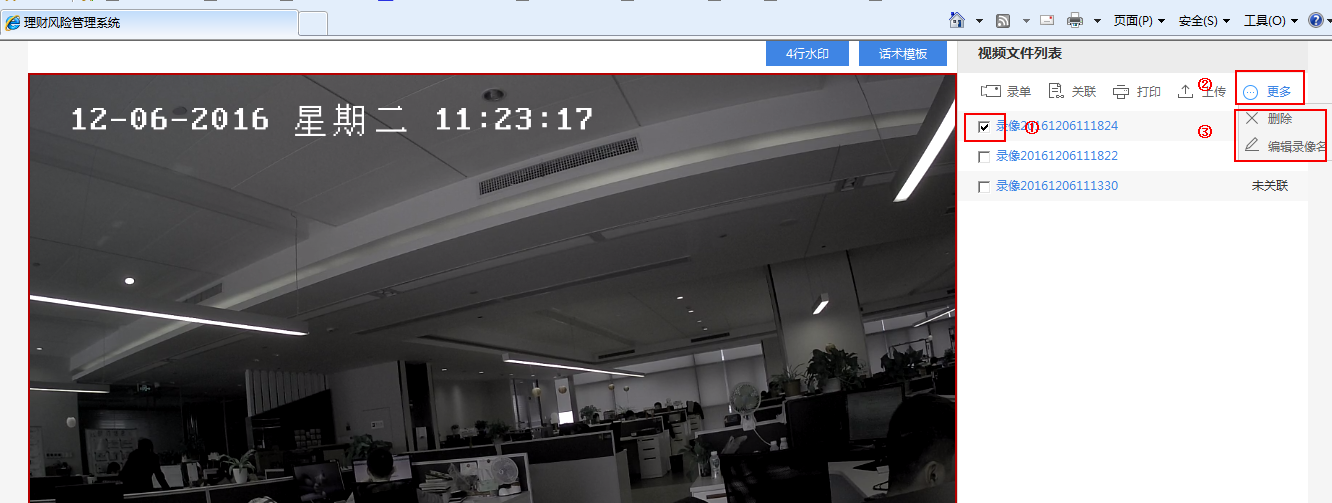 理财风险管理系统
页面(P) 安全(S) 工具(O)
4行水印 话术模板 视频文件列表
录单 关联 打印 ② 上传 更多
12-06-2016 星期二 11:23:17
① 录像20161206111824 ③ 删除
录像20161206111822 编辑录像名
录像20161206111330 未关联